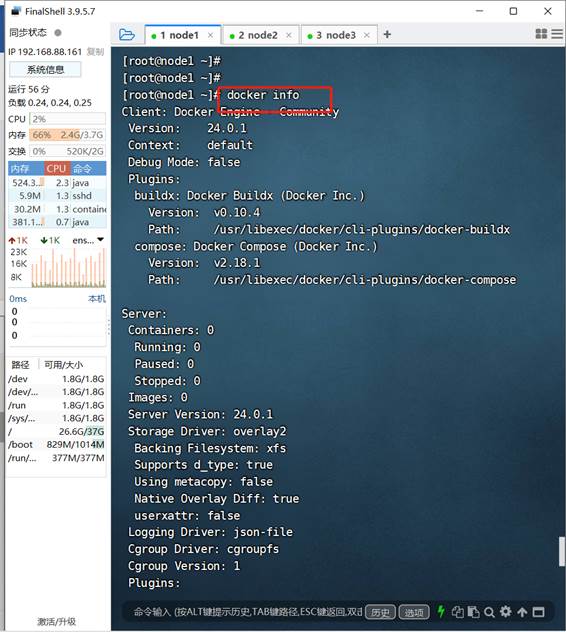 FinalShell 3.9.5.7
同步状态
IP 192.168.88.161 复制
系统信息
运行 56 分
负载 0.24, 0.24, 0.25
CPU 2%
内存 66% 2.4G/3.7G
交换 0% 520K/2G
内存 CPU 命令
524.3... 2.3 java
5.9M 1.3 sshd
30.2M 1.3 containe
381.1... 0.7 java
1K 1K ens...
23K
16K
8K
0ms 本机
0
0
0
路径 可用/大小
/dev 1.8G/1.8G
/dev/... 1.8G/1.8G
/run 1.8G/1.8G
/sys/... 1.8G/1.8G
/ 26.6G/37G
/boot 829M/1014M
/run/... 377M/377M
激活/升级
1 node1 × 2 node2 × 3 node3 × +
[root@node1 ~]#
[root@node1 ~]#
[root@node1 ~]# docker info
Client: Docker Engine - Community
Version: 24.0.1
Context: default
Debug Mode: false
Plugins:
buildx: Docker Buildx (Docker Inc.)
Version: v0.10.4
Path: /usr/libexec/docker/cli-plugins/docker-buildx
compose: Docker Compose (Docker Inc.)
Version: v2.18.1
Path: /usr/libexec/docker/cli-plugins/docker-compose
Server:
Containers: 0
Running: 0
Paused: 0
Stopped: 0
Images: 0
Server Version: 24.0.1
Storage Driver: overlay2
Backing Filesystem: xfs
Supports d_type: true
Using metacopy: false
Native Overlay Diff: true
userxattr: false
Logging Driver: json-file
Cgroup Driver: cgroupfs
Cgroup Version: 1
Plugins:
命令输入 (按ALT键提示历史,TAB键路径,ESC键返回,双击 历史 选项